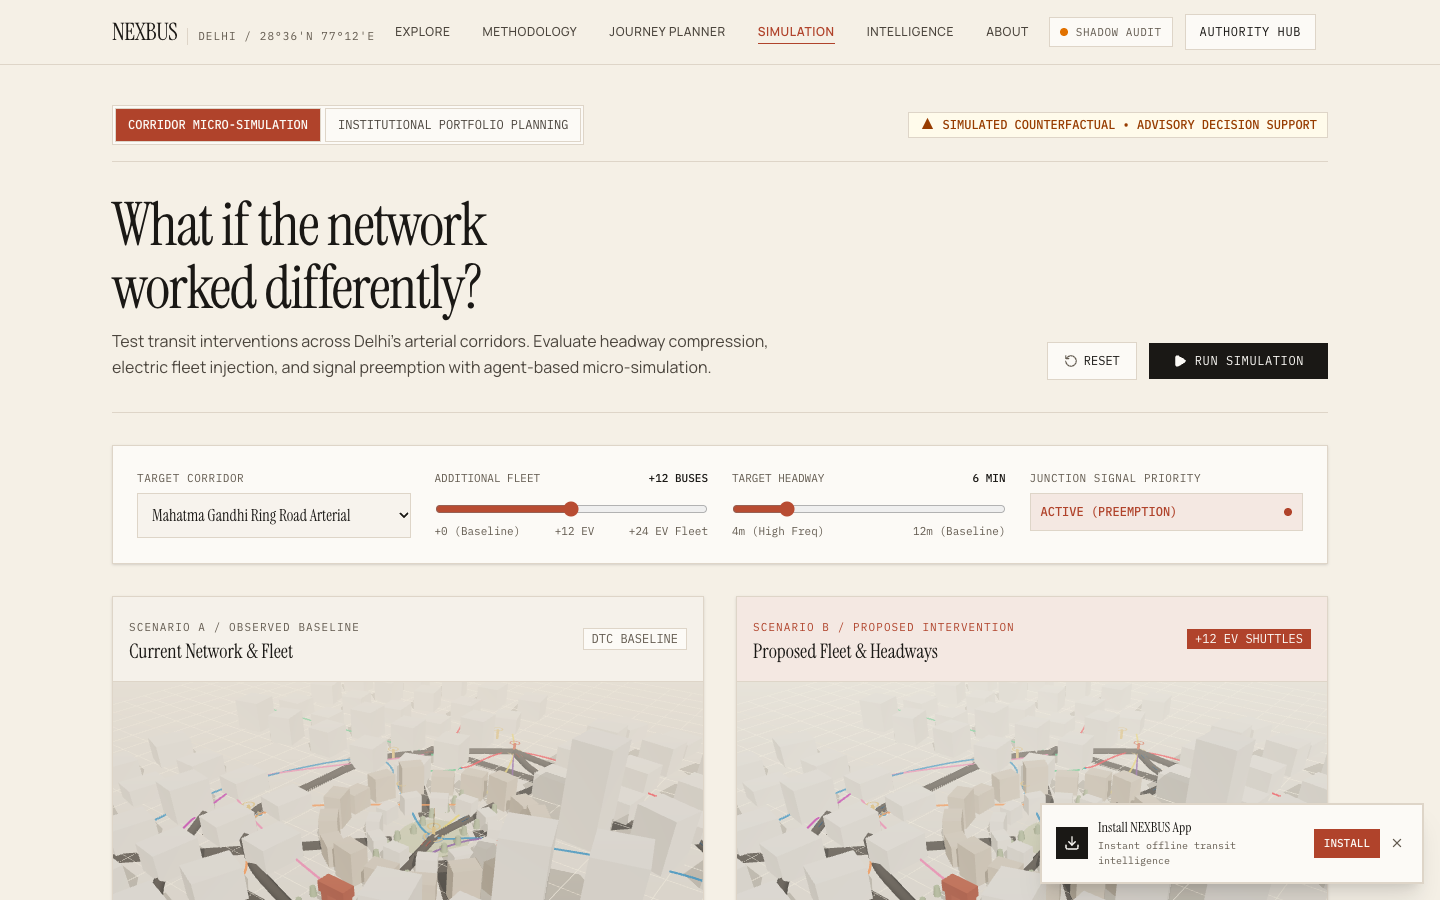 NEXBUS
DELHI / 28°36'N 77°12'E
EXPLORE
METHODOLOGY
JOURNEY PLANNER
SIMULATION
INTELLIGENCE
ABOUT
SHADOW AUDIT
AUTHORITY HUB
CORRIDOR MICRO-SIMULATION
INSTITUTIONAL PORTFOLIO PLANNING
▲ SIMULATED COUNTERFACTUAL • ADVISORY DECISION SUPPORT
What if the network
worked differently?
Test transit interventions across Delhi's arterial corridors. Evaluate headway compression,
electric fleet injection, and signal preemption with agent-based micro-simulation.
RESET
RUN SIMULATION
TARGET CORRIDOR
Mahatma Gandhi Ring Road Arterial
ADDITIONAL FLEET
+12 BUSES
+0 (Baseline)
+12 EV
+24 EV Fleet
TARGET HEADWAY
6 MIN
4m (High Freq)
12m (Baseline)
JUNCTION SIGNAL PRIORITY
ACTIVE (PREEMPTION)
SCENARIO A / OBSERVED BASELINE
Current Network & Fleet
DTC BASELINE
SCENARIO B / PROPOSED INTERVENTION
Proposed Fleet & Headways
+12 EV SHUTTLES
Install NEXBUS App
Instant offline transit
intelligence
INSTALL